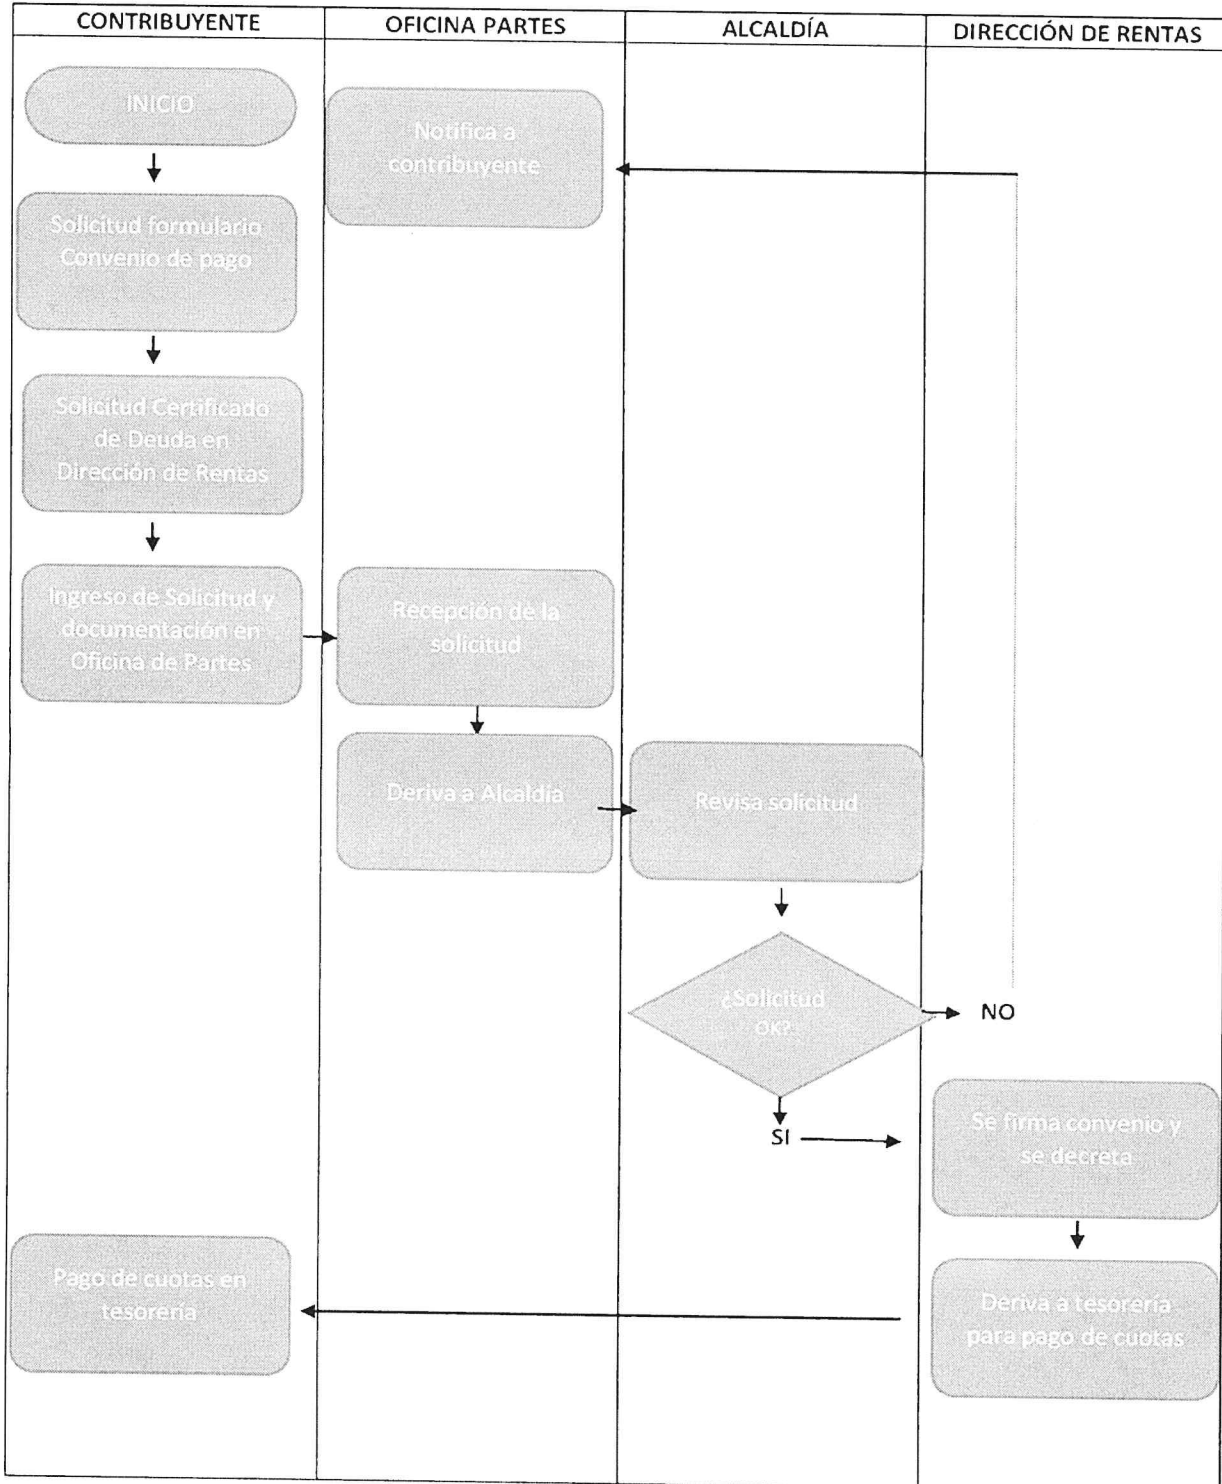 CONTRIBUYENTE
OFICINA PARTES
ALCALDÍA
DIRECCIÓN DE RENTAS
INICIO
Notifica a
contribuyente
Solicitud formulario
Convenio de pago
Solicitud Certificado
de Deuda en
Dirección de Rentas
Ingreso de Solicitud y
documentación en
Oficina de Partes
Recepción de la
solicitud
Deriva a Alcaldía
Revisa solicitud
¿Solicitud
OK?
NO
SI
Se firma convenio y
se decreta
Deriva a tesorería
para pago de cuotas
Pago de cuotas en
tesorería